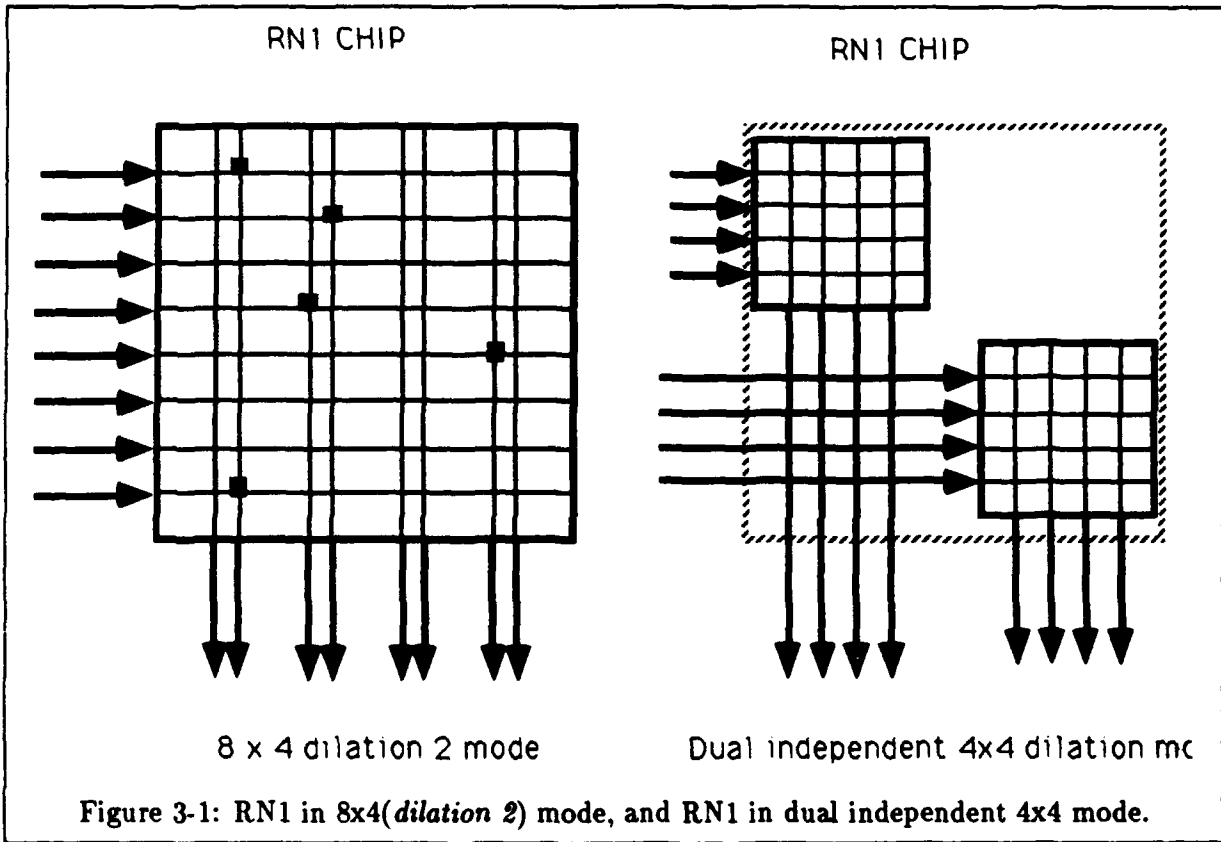 RN1 CHIP
RN1 CHIP
8 x 4 dilation 2 mode
Dual independent 4x4 dilation mo
Figure 3-1: RN1 in 8x4(dilation 2) mode, and RN1 in dual independent 4x4 mode.